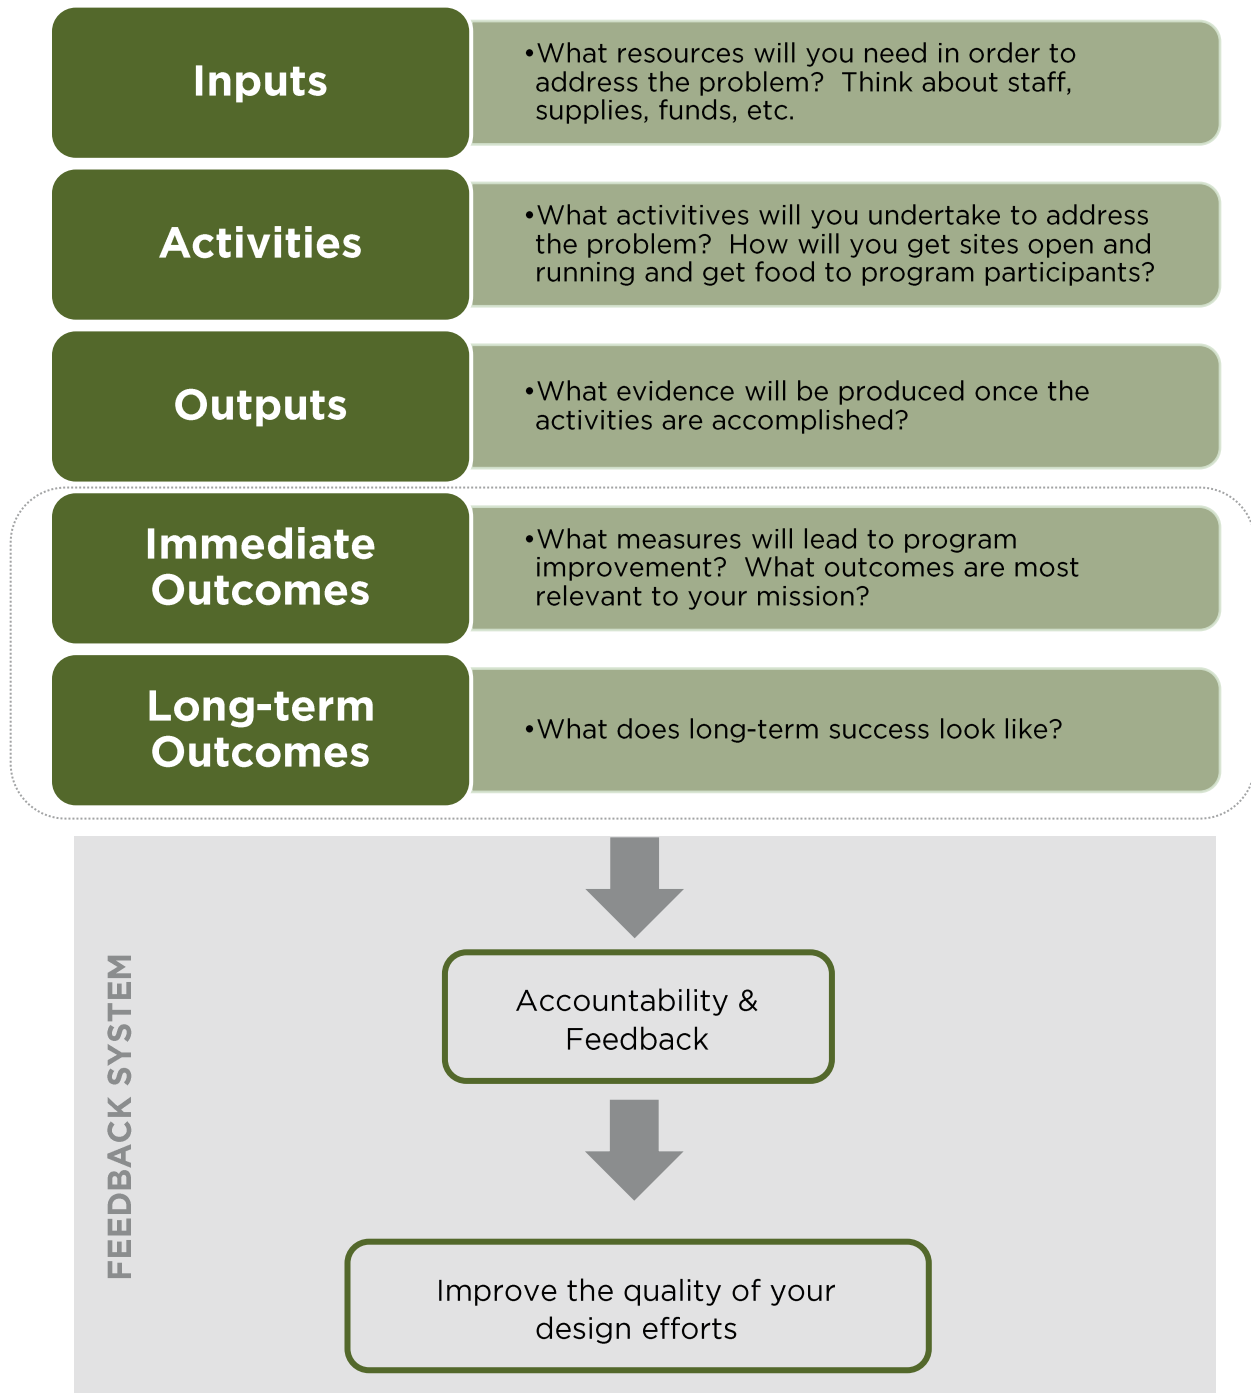 Inputs
•What resources will you need in order to
address the problem?  Think about staff,
supplies, funds, etc.
Activities
•What activitives will you undertake to address
the problem?  How will you get sites open and
running and get food to program participants?
Outputs
•What evidence will be produced once the
activities are accomplished?
Immediate
Outcomes
•What measures will lead to program
improvement?  What outcomes are most
relevant to your mission?
Long-term
Outcomes
•What does long-term success look like?
FEEDBACK SYSTEM
Accountability &
Feedback
Improve the quality of your
design efforts